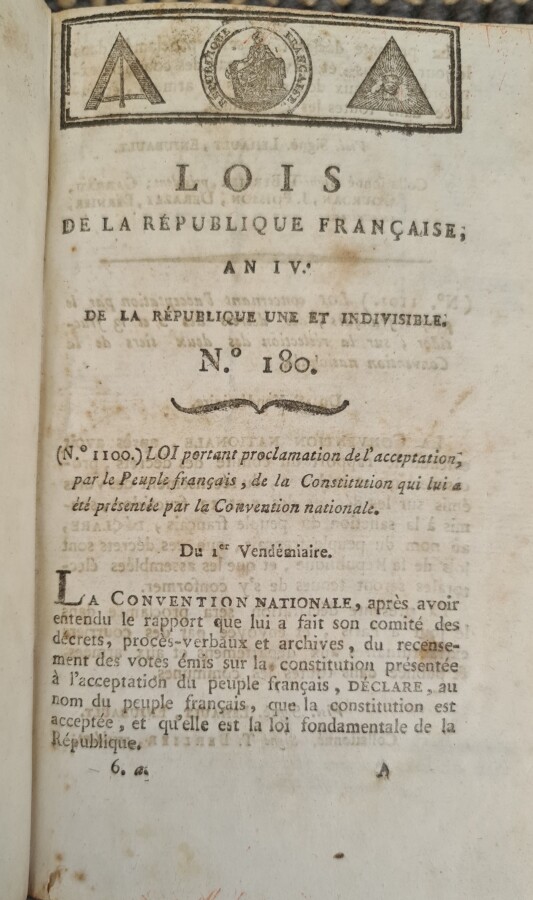 RÉPUBLIQUE FRANÇAISE.
LOIS
DE LA RÉPUBLIQUE FRANÇAISE,
AN IV.e
DE LA RÉPUBLIQUE UNE ET INDIVISIBLE.
N.º 180.
(N.º 1100.) LOI portant proclamation de l'acceptation,
par le Peuple français, de la Constitution qui lui a
été présentée par la Convention nationale.
Du 1.er Vendémiaire.
LA CONVENTION NATIONALE, après avoir
entendu le rapport que lui a fait son comité des
décrets, procès-verbaux et archives, du recense-
ment des votes émis sur la constitution présentée
à l'acceptation du peuple français, DÉCLARE, au
nom du peuple français, que la constitution est
acceptée, et qu'elle est la loi fondamentale de la
République.
6. a. A